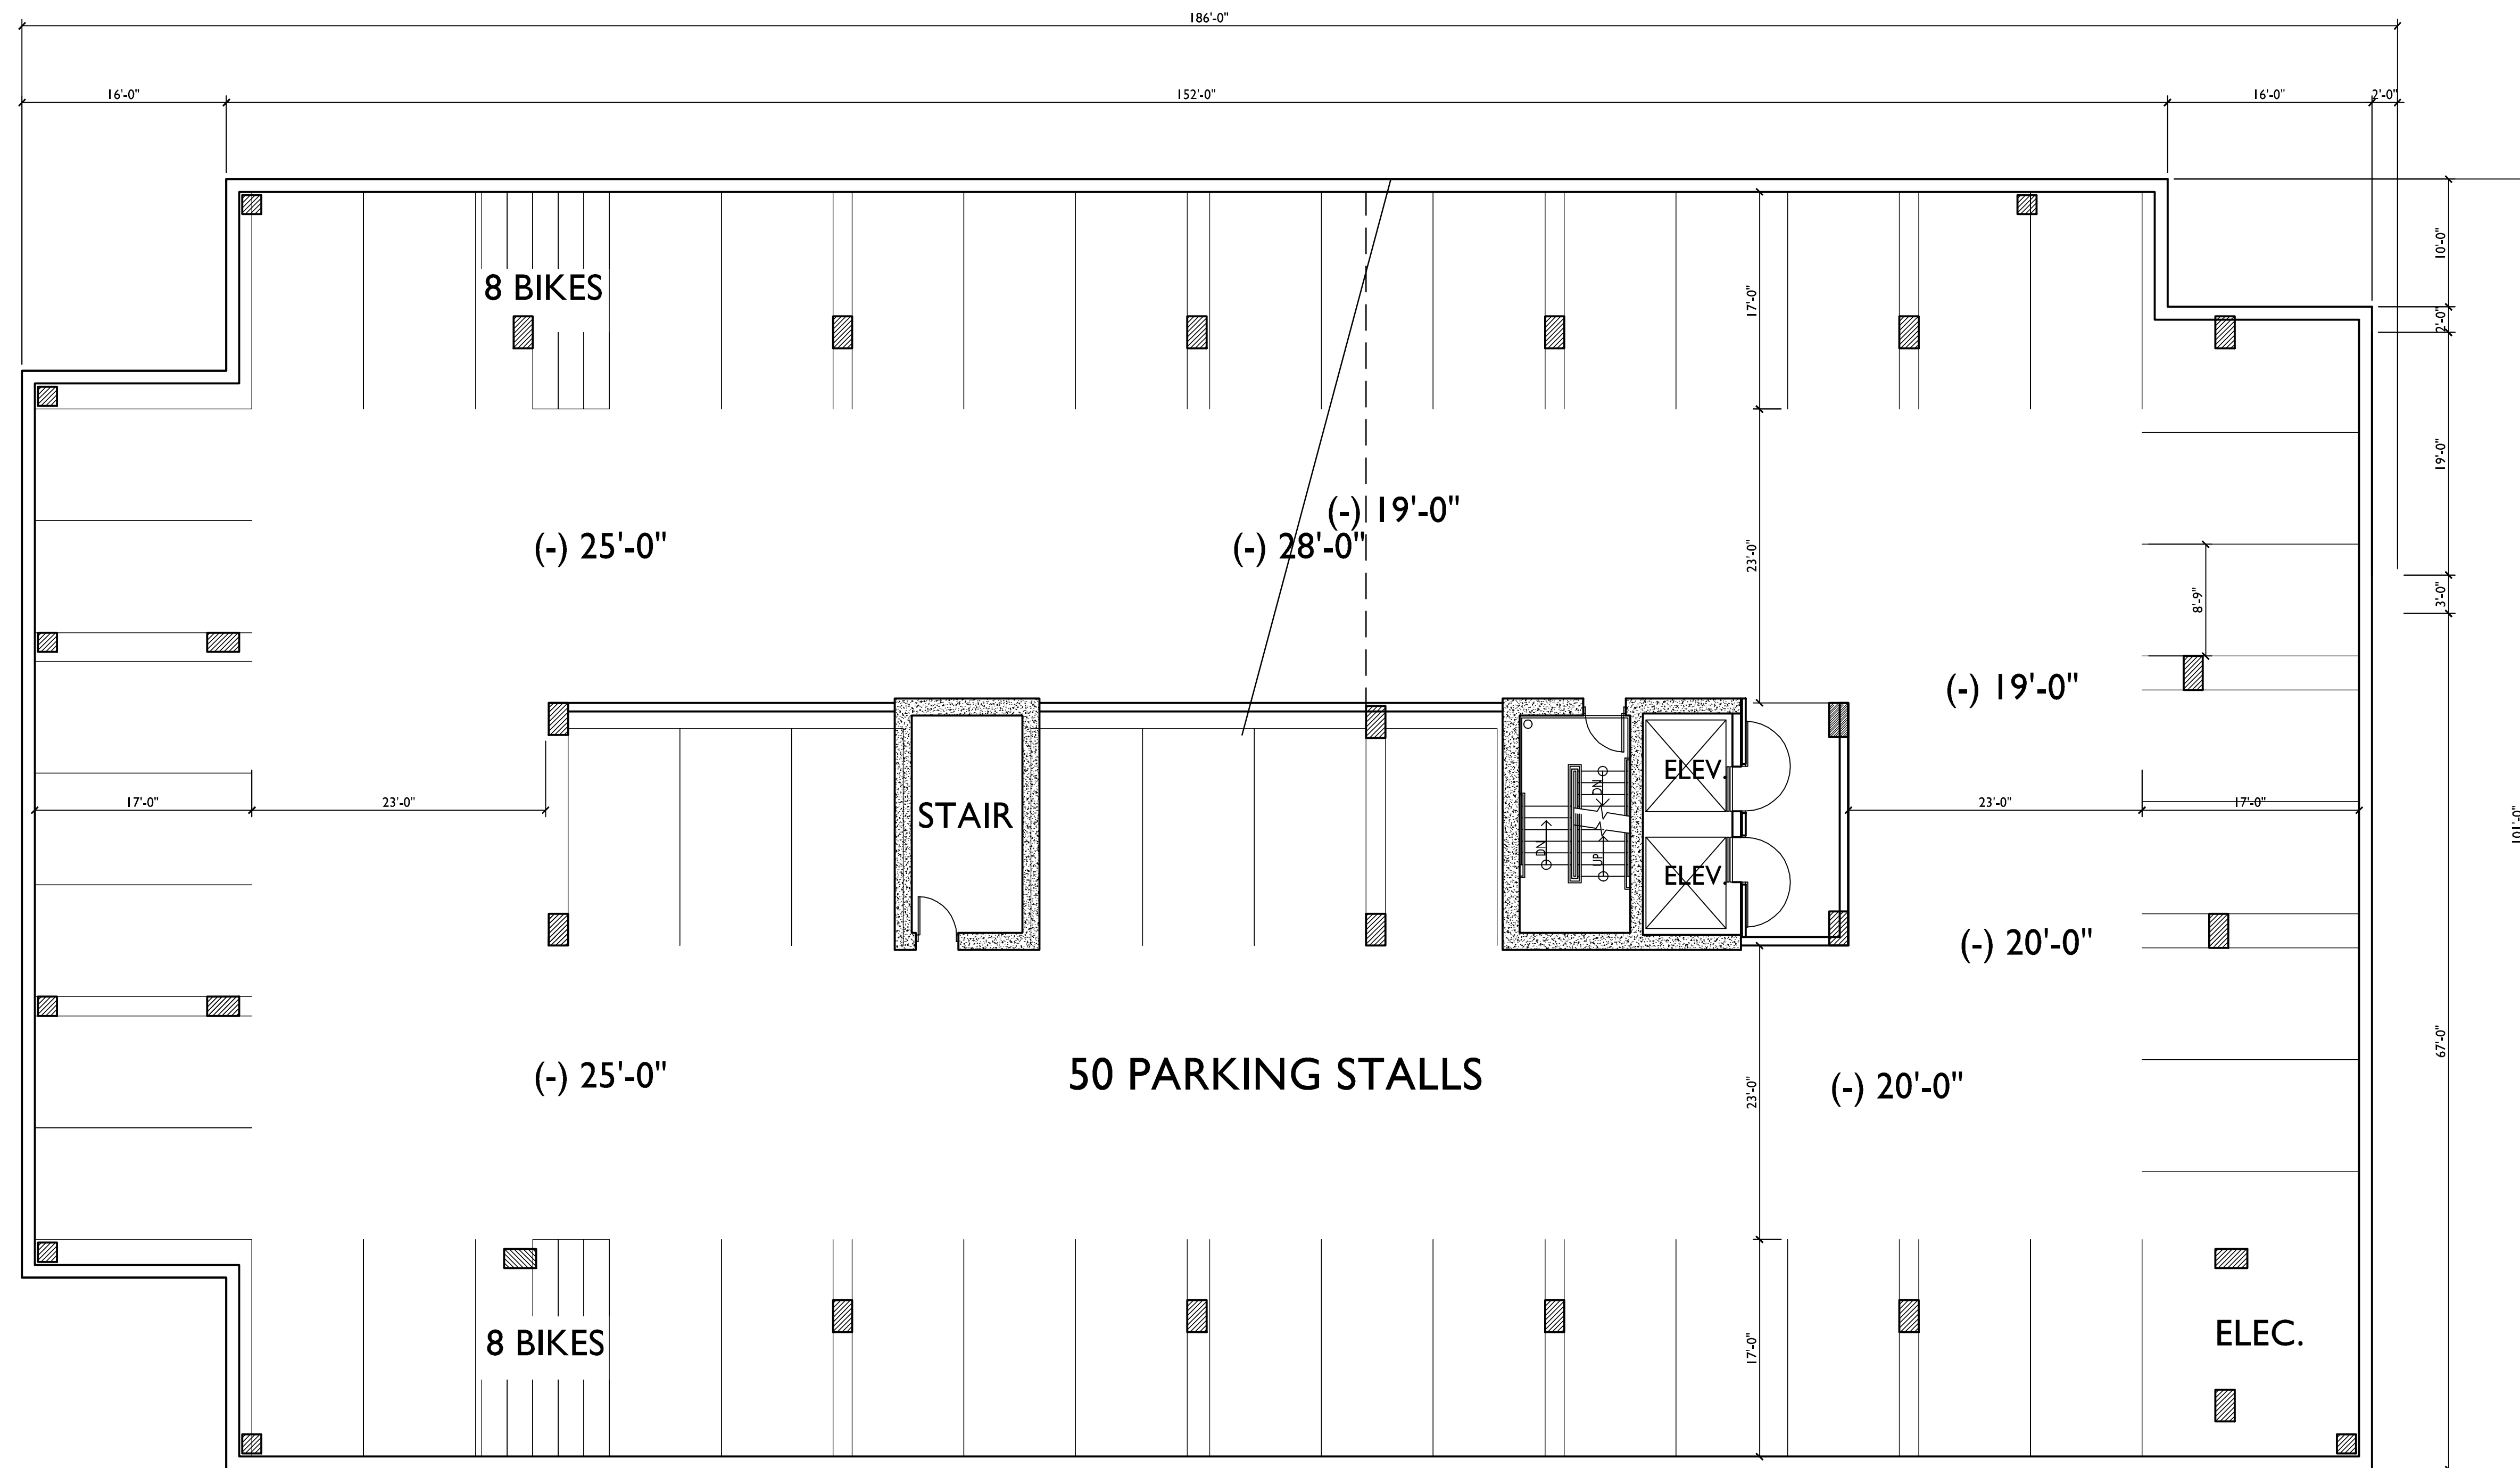 186'-0"
16'-0"
152'-0"
16'-0"
2'-0"
10'-0"
8 BIKES
17'-0"
2'-0"
19'-0"
(-) 19'-0"
(-) 25'-0"
(-) 28'-0"
23'-0"
8'-9"
3'-0"
(-) 19'-0"
ELEV.
DN
17'-0"
23'-0"
STAIR
23'-0"
17'-0"
101'-0"
DN
UP
ELEV.
(-) 20'-0"
67'-0"
(-) 25'-0"
50 PARKING STALLS
23'-0"
(-) 20'-0"
8 BIKES
17'-0"
ELEC.